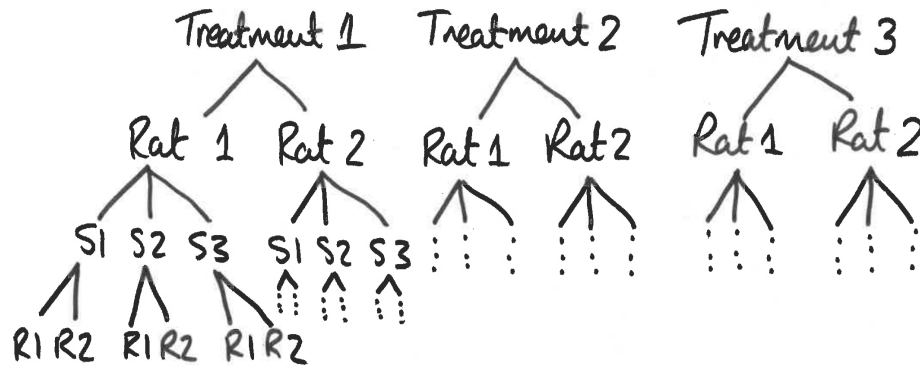 Treatment 1 Treatment 2 Treatment 3
Rat 1 Rat 2 Rat 1 Rat 2 Rat 1 Rat 2
S1 S2 S3 S1 S2 S3
R1 R2 R1 R2 R1 R2